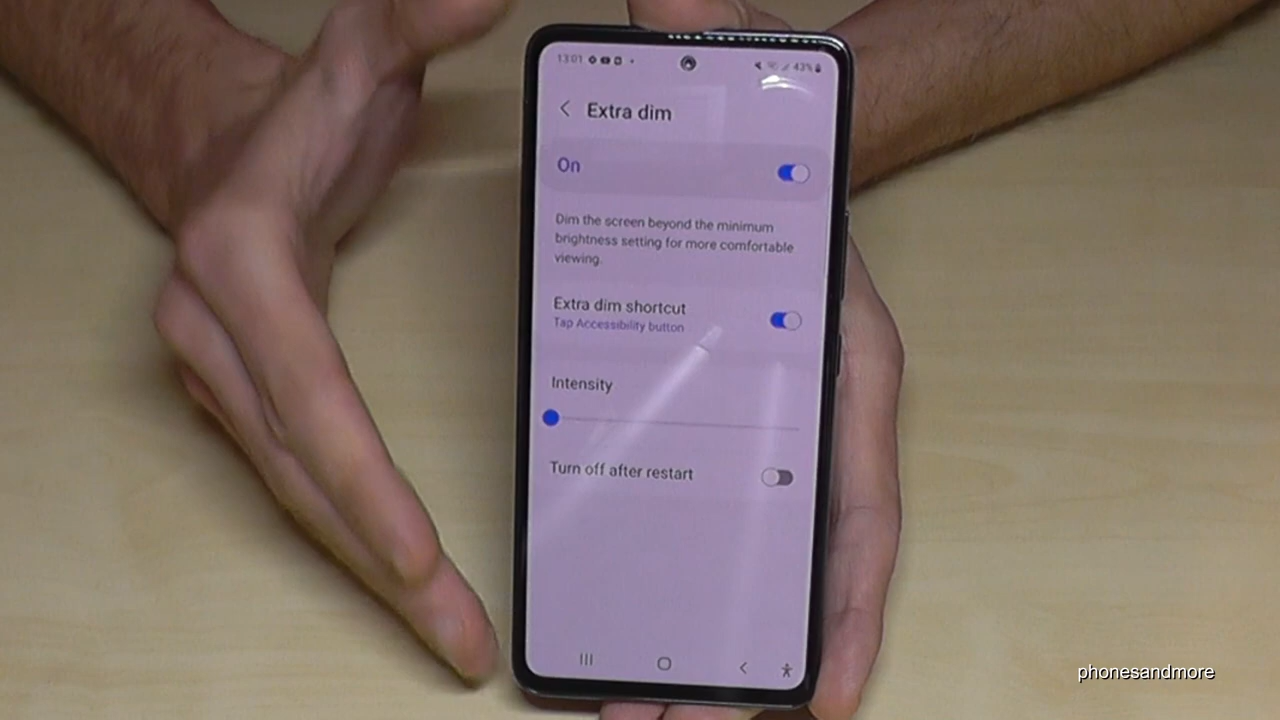 13:01 43%
Extra dim
On
Dim the screen beyond the minimum
brightness setting for more comfortable
viewing.
Extra dim shortcut
Tap Accessibility button
Intensity
Turn off after restart
phonesandmore